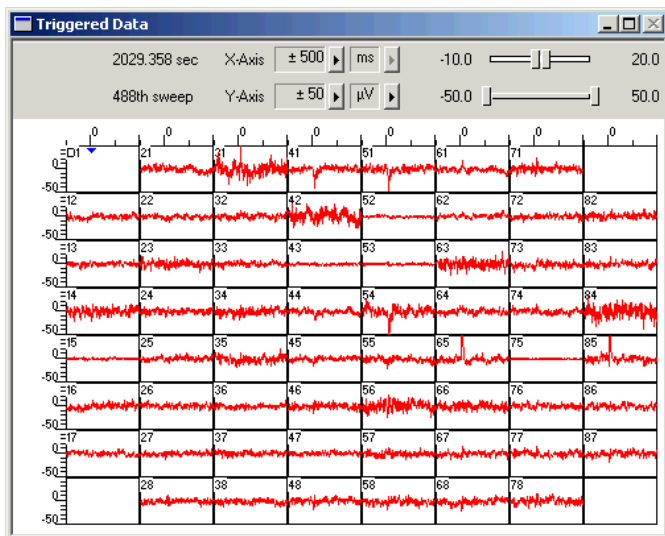 Triggered Data
2029.358 sec X-Axis ± 500 ms -10.0 20.0
488th sweep Y-Axis ± 50 µV -50.0 50.0
0 0 0 0 0 0 0
=D1 21 31 41 51 61 71
0
-50
=12 22 32 42 52 62 72 82
0
-50
=13 23 33 43 53 63 73 83
0
-50
=14 24 34 44 54 64 74 84
0
-50
=15 25 35 45 55 65 75 85
0
-50
=16 26 36 46 56 66 76 86
0
-50
=17 27 37 47 57 67 77 87
0
-50
28 38 48 58 68 78
0
-50